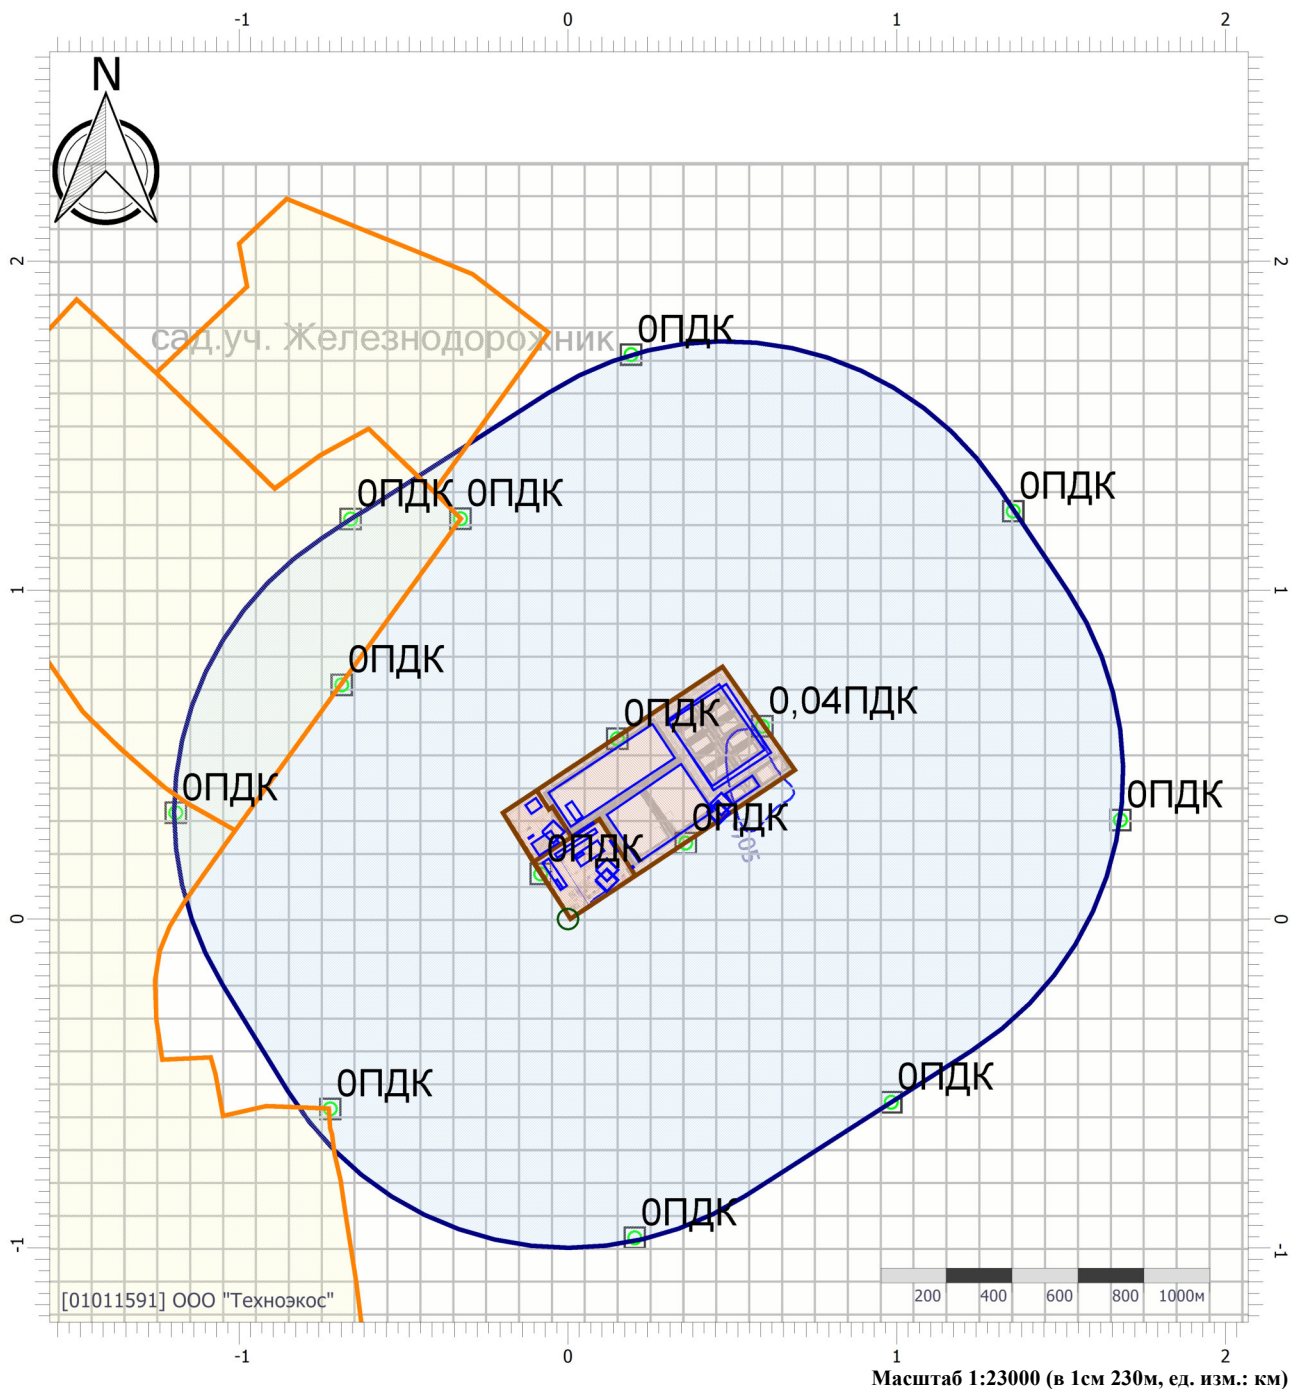 -1 0 1 2
N
2 2
сад.уч. Железнодорожник
0ПДК
0ПДК 0ПДК
0ПДК
1 1
0ПДК
0ПДК 0,04ПДК
0ПДК
0ПДК
0ПДК
0ПДК
0 0
0ПДК
0ПДК
0ПДК
-1 -1
200 400 600 800 1000м
[01011591] ООО "Техноэкос"
-1 0 1 2
Масштаб 1:23000 (в 1см 230м, ед. изм.: км)